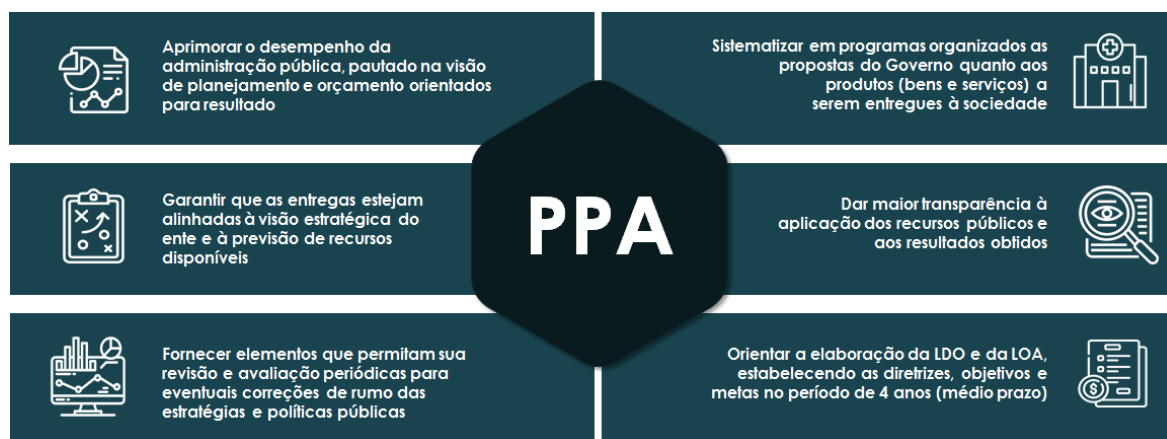 Aprimorar o desempenho da
administração pública, pautado na visão
de planejamento e orçamento orientados
para resultado
Sistematizar em programas organizados as
propostas do Governo quanto aos
produtos (bens e serviços) a
serem entregues à sociedade
Garantir que as entregas estejam
alinhadas à visão estratégica do
ente e à previsão de recursos
disponíveis
PPA
Dar maior transparência à
aplicação dos recursos públicos e
aos resultados obtidos
Fornecer elementos que permitam sua
revisão e avaliação periódicas para
eventuais correções de rumo das
estratégias e políticas públicas
Orientar a elaboração da LDO e da LOA,
estabelecendo as diretrizes, objetivos e
metas no período de 4 anos (médio prazo)